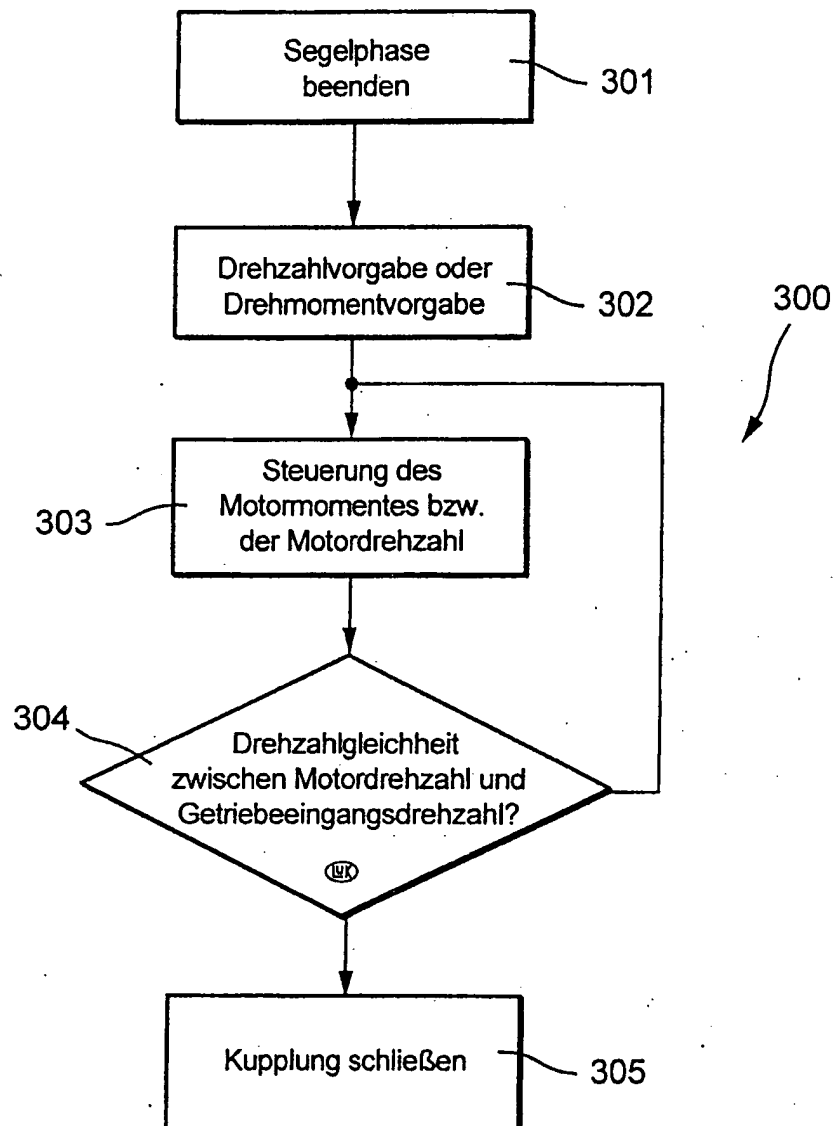 Segelphase
beenden
301
Drehzahlvorgabe oder
Drehmomentvorgabe
302
300
Steuerung des
Motormomentes bzw.
der Motordrehzahl
303
304
Drehzahlgleichheit
zwischen Motordrehzahl und
Getriebeeingangsdrehzahl?
LUK
Kupplung schließen
305